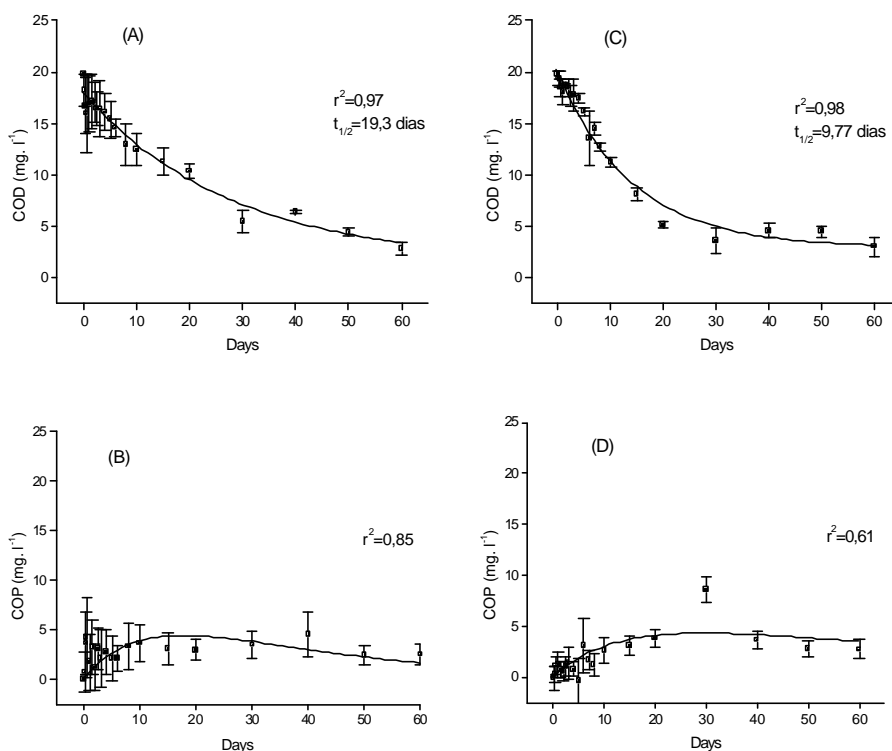 (A)
r²=0,97
t1/2=19,3 dias
COD (mg. l⁻¹)
25
20
15
10
5
0
0 10 20 30 40 50 60
Days
(C)
r²=0,98
t1/2=9,77 dias
COD (mg. l⁻¹)
25
20
15
10
5
0
0 10 20 30 40 50 60
Days
(B)
r²=0,85
COP (mg. l⁻¹)
25
20
15
10
5
0
0 10 20 30 40 50 60
Days
(D)
r²=0,61
COP (mg. l⁻¹)
25
20
15
10
5
0
0 10 20 30 40 50 60
Days